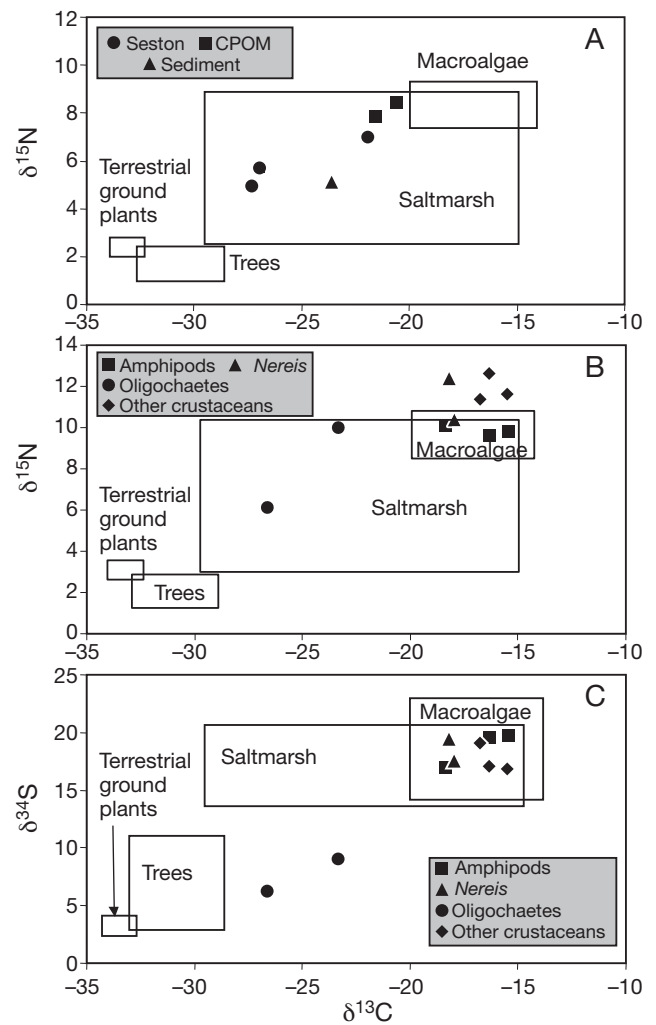 12
10
8
6
4
2
0
δ15N
● Seston ■ CPOM
▲ Sediment
A
Macroalgae
Terrestrial
ground
plants
Saltmarsh
Trees
−35 −30 −25 −20 −15 −10
14
12
10
8
6
4
2
0
δ15N
■ Amphipods ▲ Nereis
● Oligochaetes
◆ Other crustaceans
B
Macroalgae
Terrestrial
ground
plants
Saltmarsh
Trees
−35 −30 −25 −20 −15 −10
25
20
15
10
5
0
δ34S
C
Macroalgae
Saltmarsh
Terrestrial
ground
plants
Trees
■ Amphipods
▲ Nereis
● Oligochaetes
◆ Other crustaceans
−35 −30 −25 −20 −15 −10
δ13C